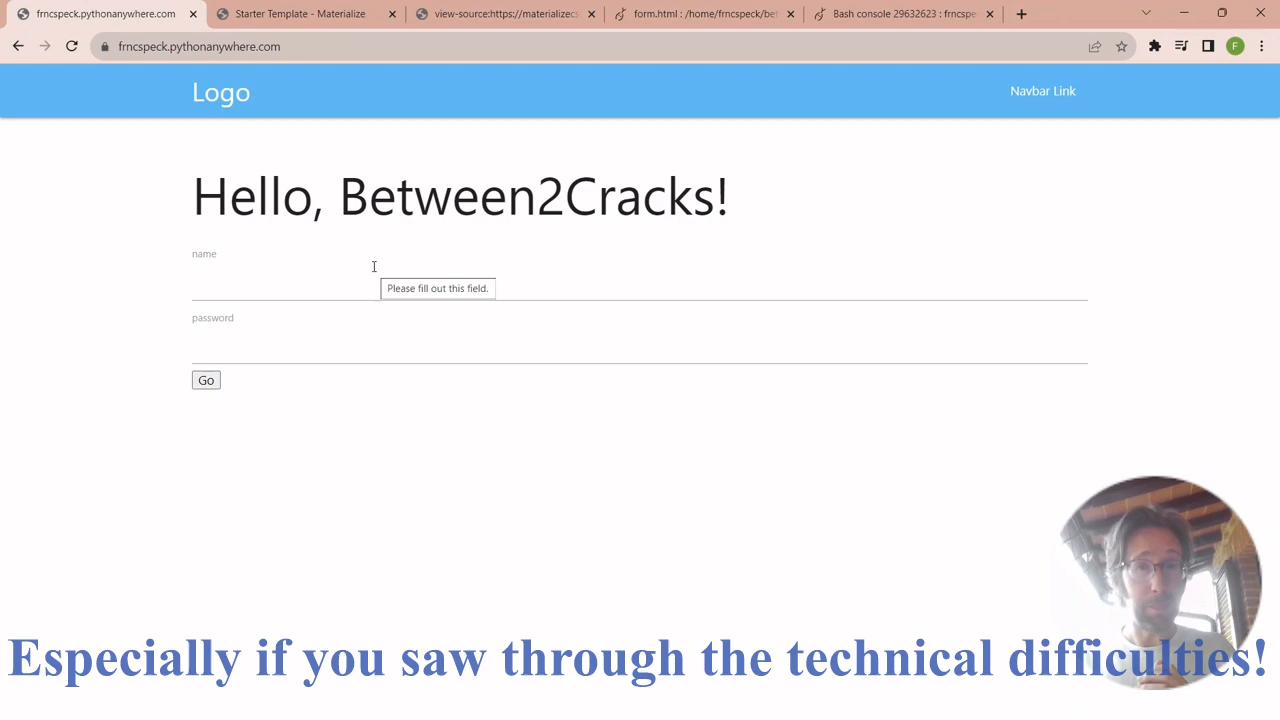 frncspeck.pythonanywhere.com
Starter Template - Materialize
view-source:https://materializecs
form.html : /home/frncspeck/bet
Bash console 29632623 : frncspe
frncspeck.pythonanywhere.com
F
Logo
Navbar Link
Hello, Between2Cracks!
name
Please fill out this field.
password
Go
Especially if you saw through the technical difficulties!